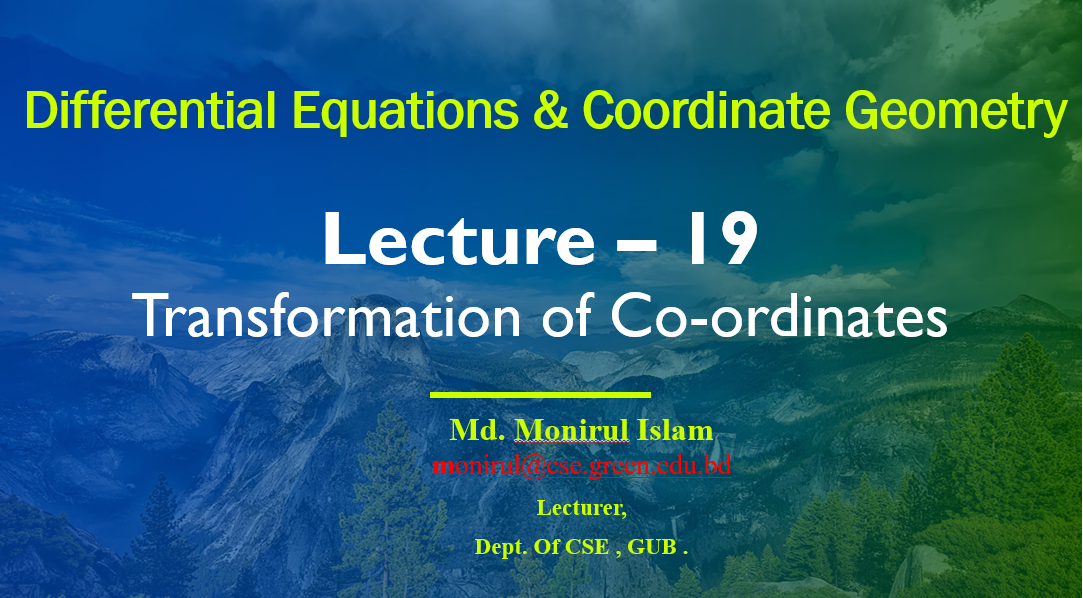 Differential Equations & Coordinate Geometry
Lecture – 19
Transformation of Co-ordinates
Md. Monirul Islam
monirul@cse.green.edu.bd
Lecturer,
Dept. Of CSE , GUB .